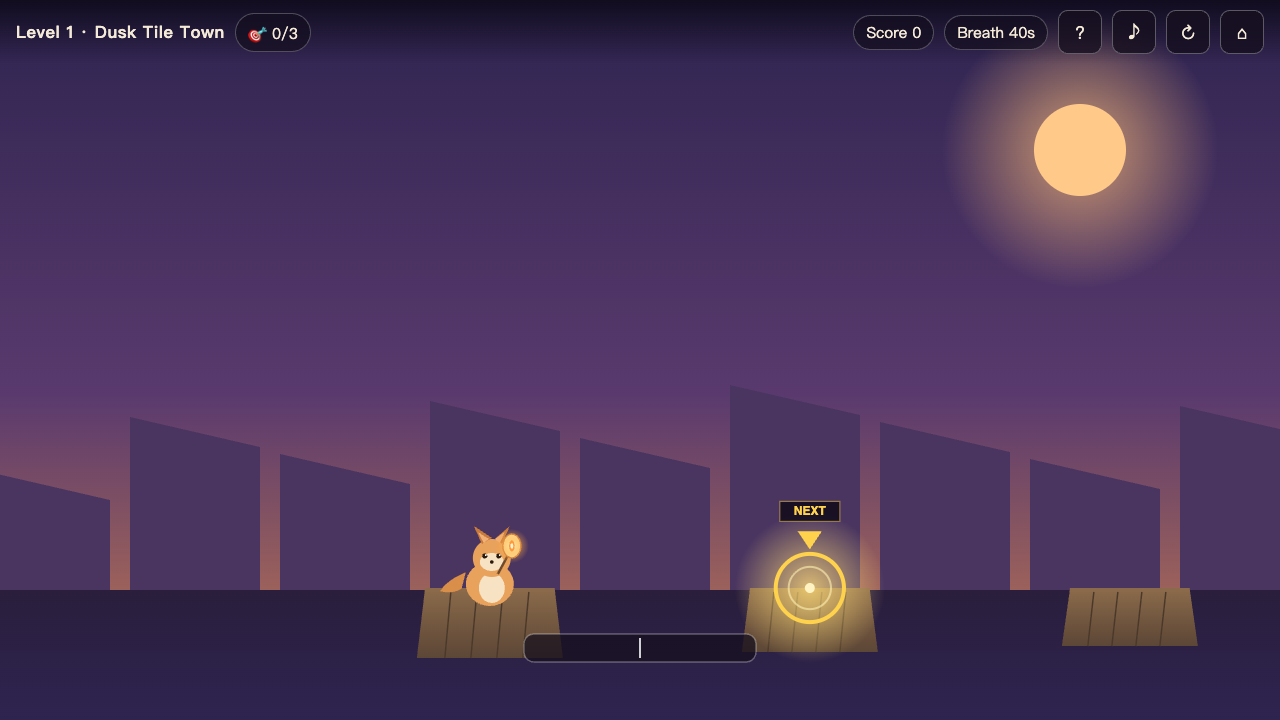 Level 1 · Dusk Tile Town
🎯 0/3
Score 0
Breath 40s
?
♪
↻
⌂
NEXT